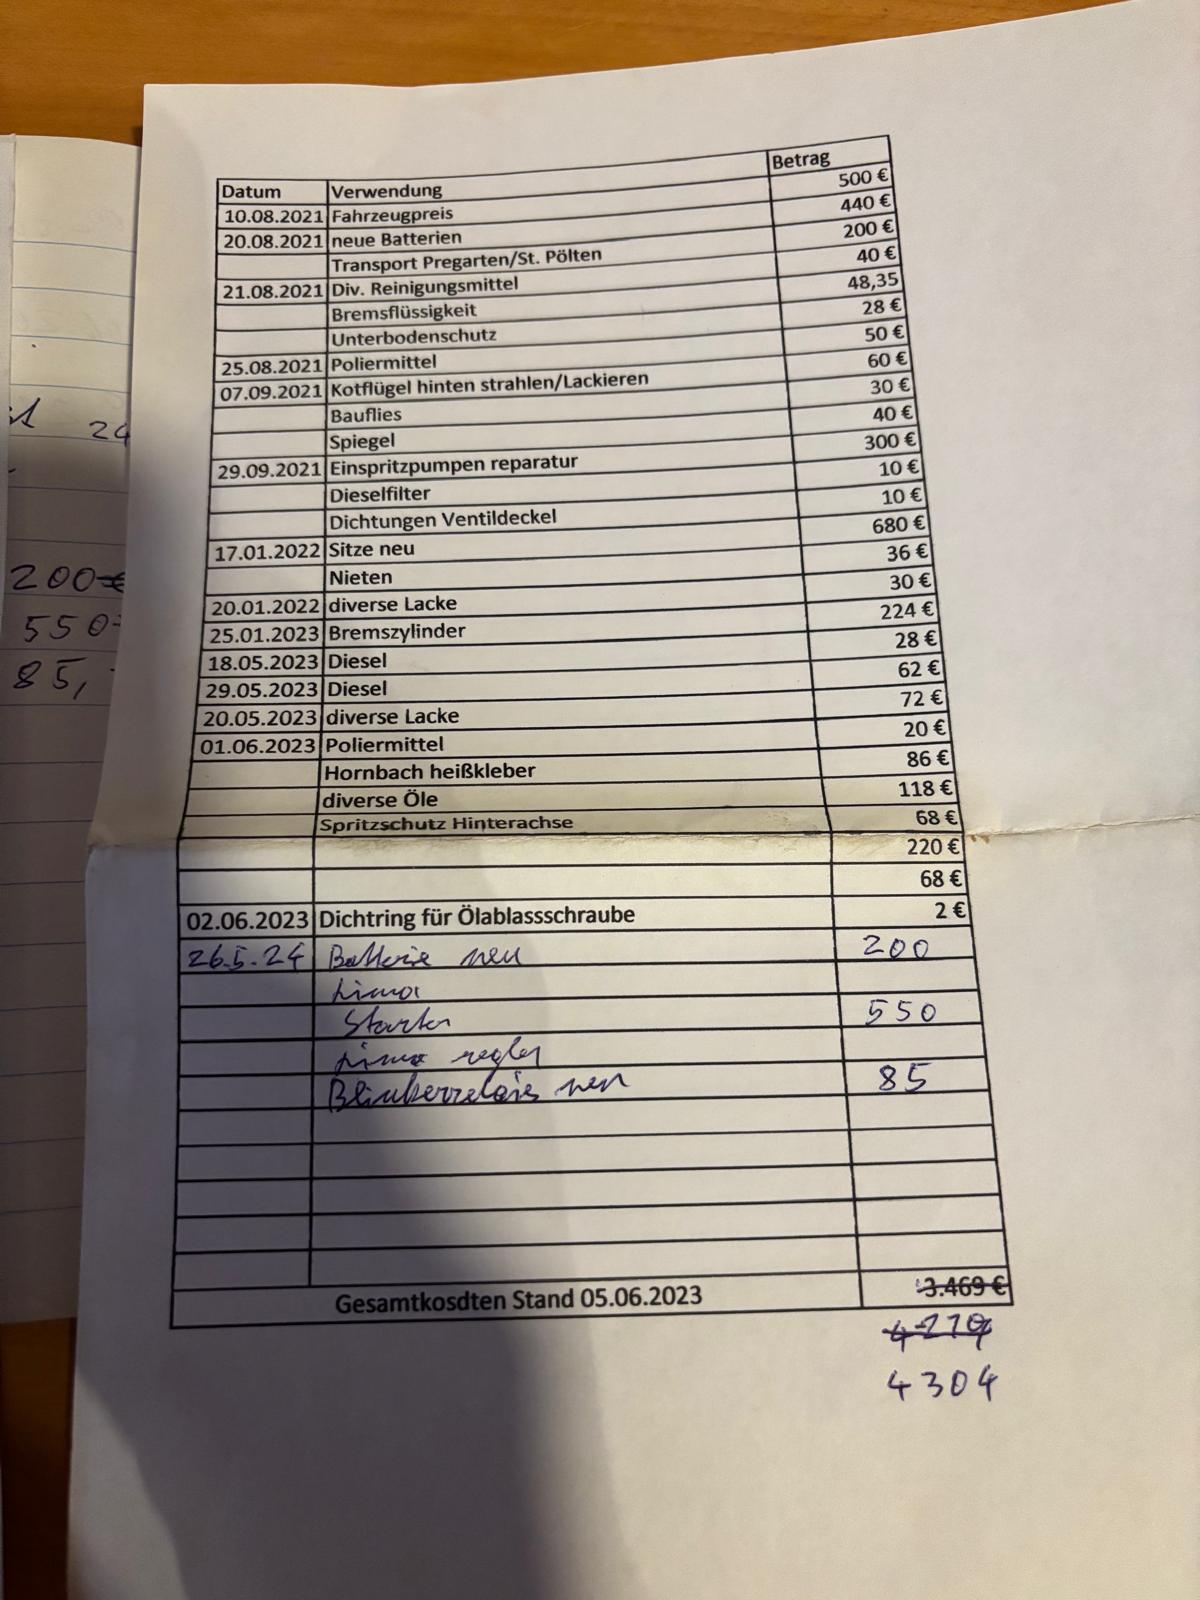 Datum Verwendung Betrag
10.08.2021 Fahrzeugpreis 500 €
20.08.2021 neue Batterien 440 €
Transport Pregarten/St. Pölten 200 €
21.08.2021 Div. Reinigungsmittel 40 €
Bremsflüssigkeit 48,35
Unterbodenschutz 28 €
25.08.2021 Poliermittel 50 €
07.09.2021 Kotflügel hinten strahlen/Lackieren 60 €
Bauflies 30 €
Spiegel 40 €
29.09.2021 Einspritzpumpen reparatur 300 €
Dieselfilter 10 €
Dichtungen Ventildeckel 10 €
17.01.2022 Sitze neu 680 €
Nieten 36 €
20.01.2022 diverse Lacke 30 €
25.01.2023 Bremszylinder 224 €
18.05.2023 Diesel 28 €
29.05.2023 Diesel 62 €
20.05.2023 diverse Lacke 72 €
01.06.2023 Poliermittel 20 €
Hornbach heißkleber 86 €
diverse Öle 118 €
Spritzschutz Hinterachse 68 €
220 €
68 €
02.06.2023 Dichtring für Ölablassschraube 2 €
26.5.24 Batterie neu 200
Lima
Starter 550
Lima regler
Blinkerrelais neu 85
Gesamtkosdten Stand 05.06.2023 3.469 €
4219
4304
24
200€
550
85,